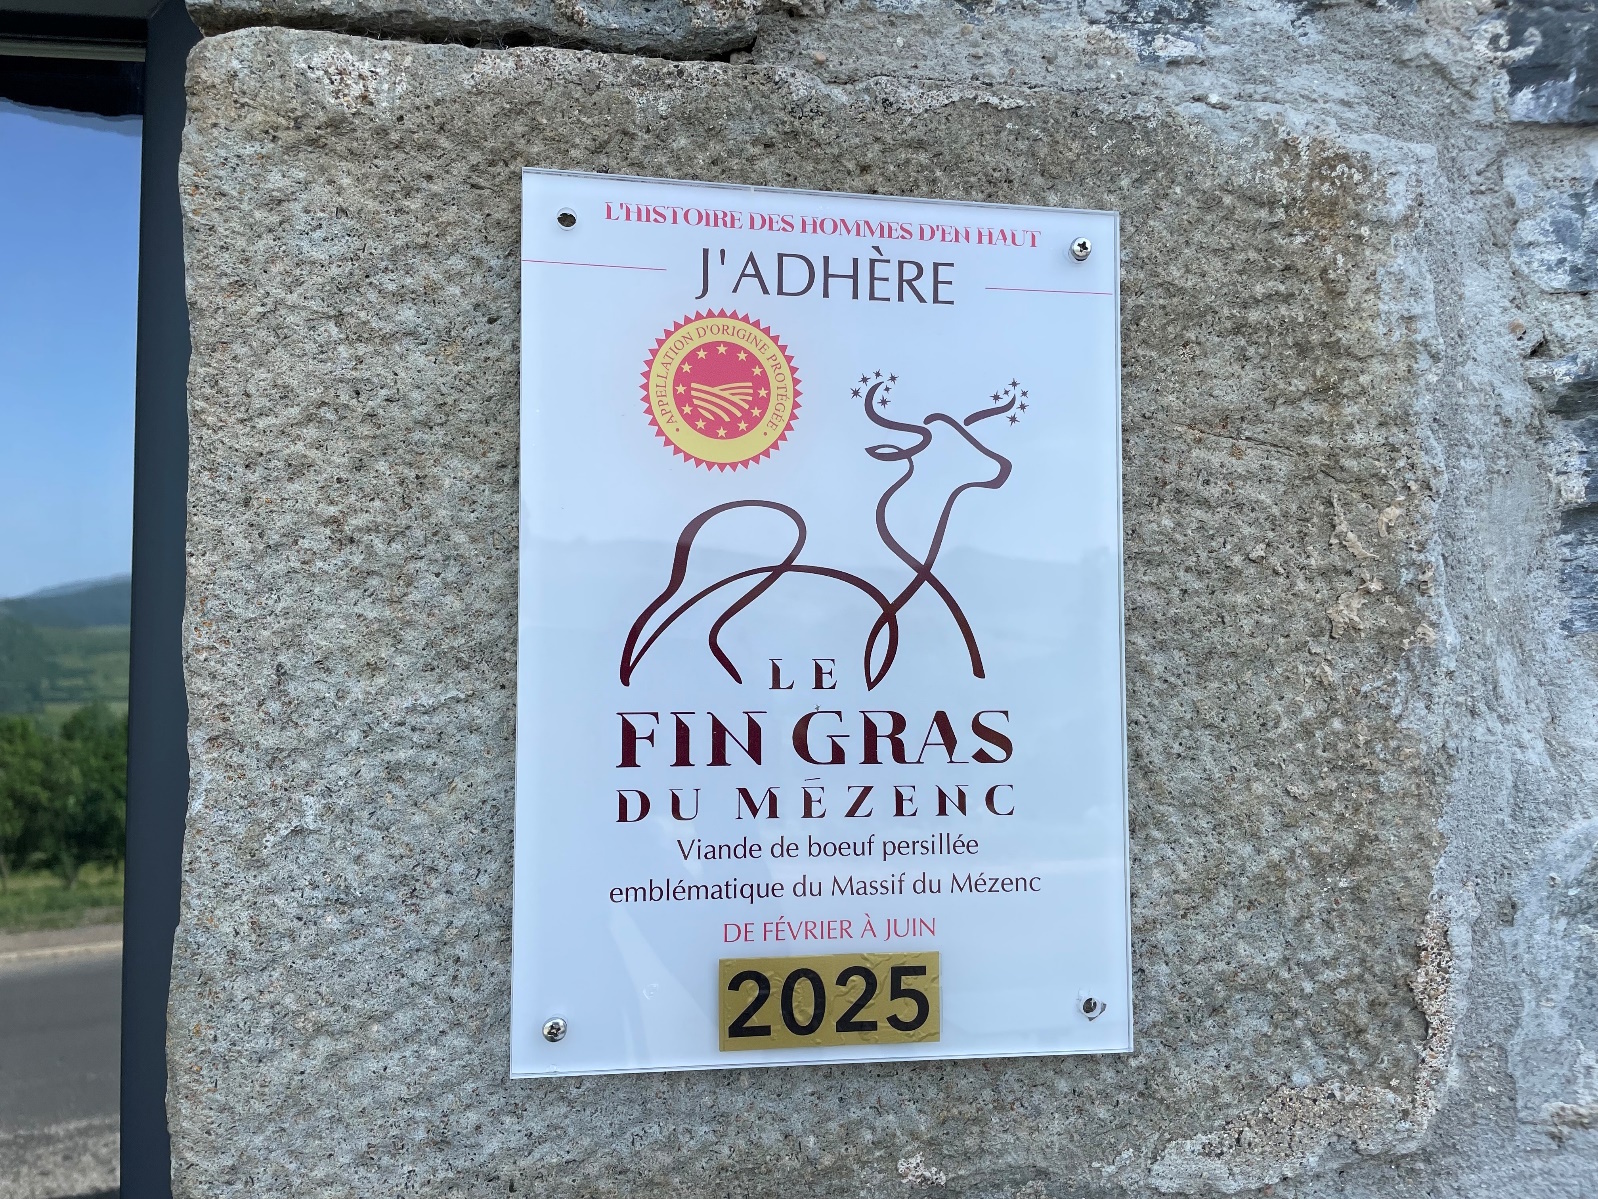 L'HISTOIRE DES HOMMES D'EN HAUT
J'ADHÈRE
• APPELLATION D'ORIGINE PROTÉGÉE •
LE
FIN GRAS
DU MÉZENC
Viande de boeuf persillée
emblématique du Massif du Mézenc
DE FÉVRIER À JUIN
2025